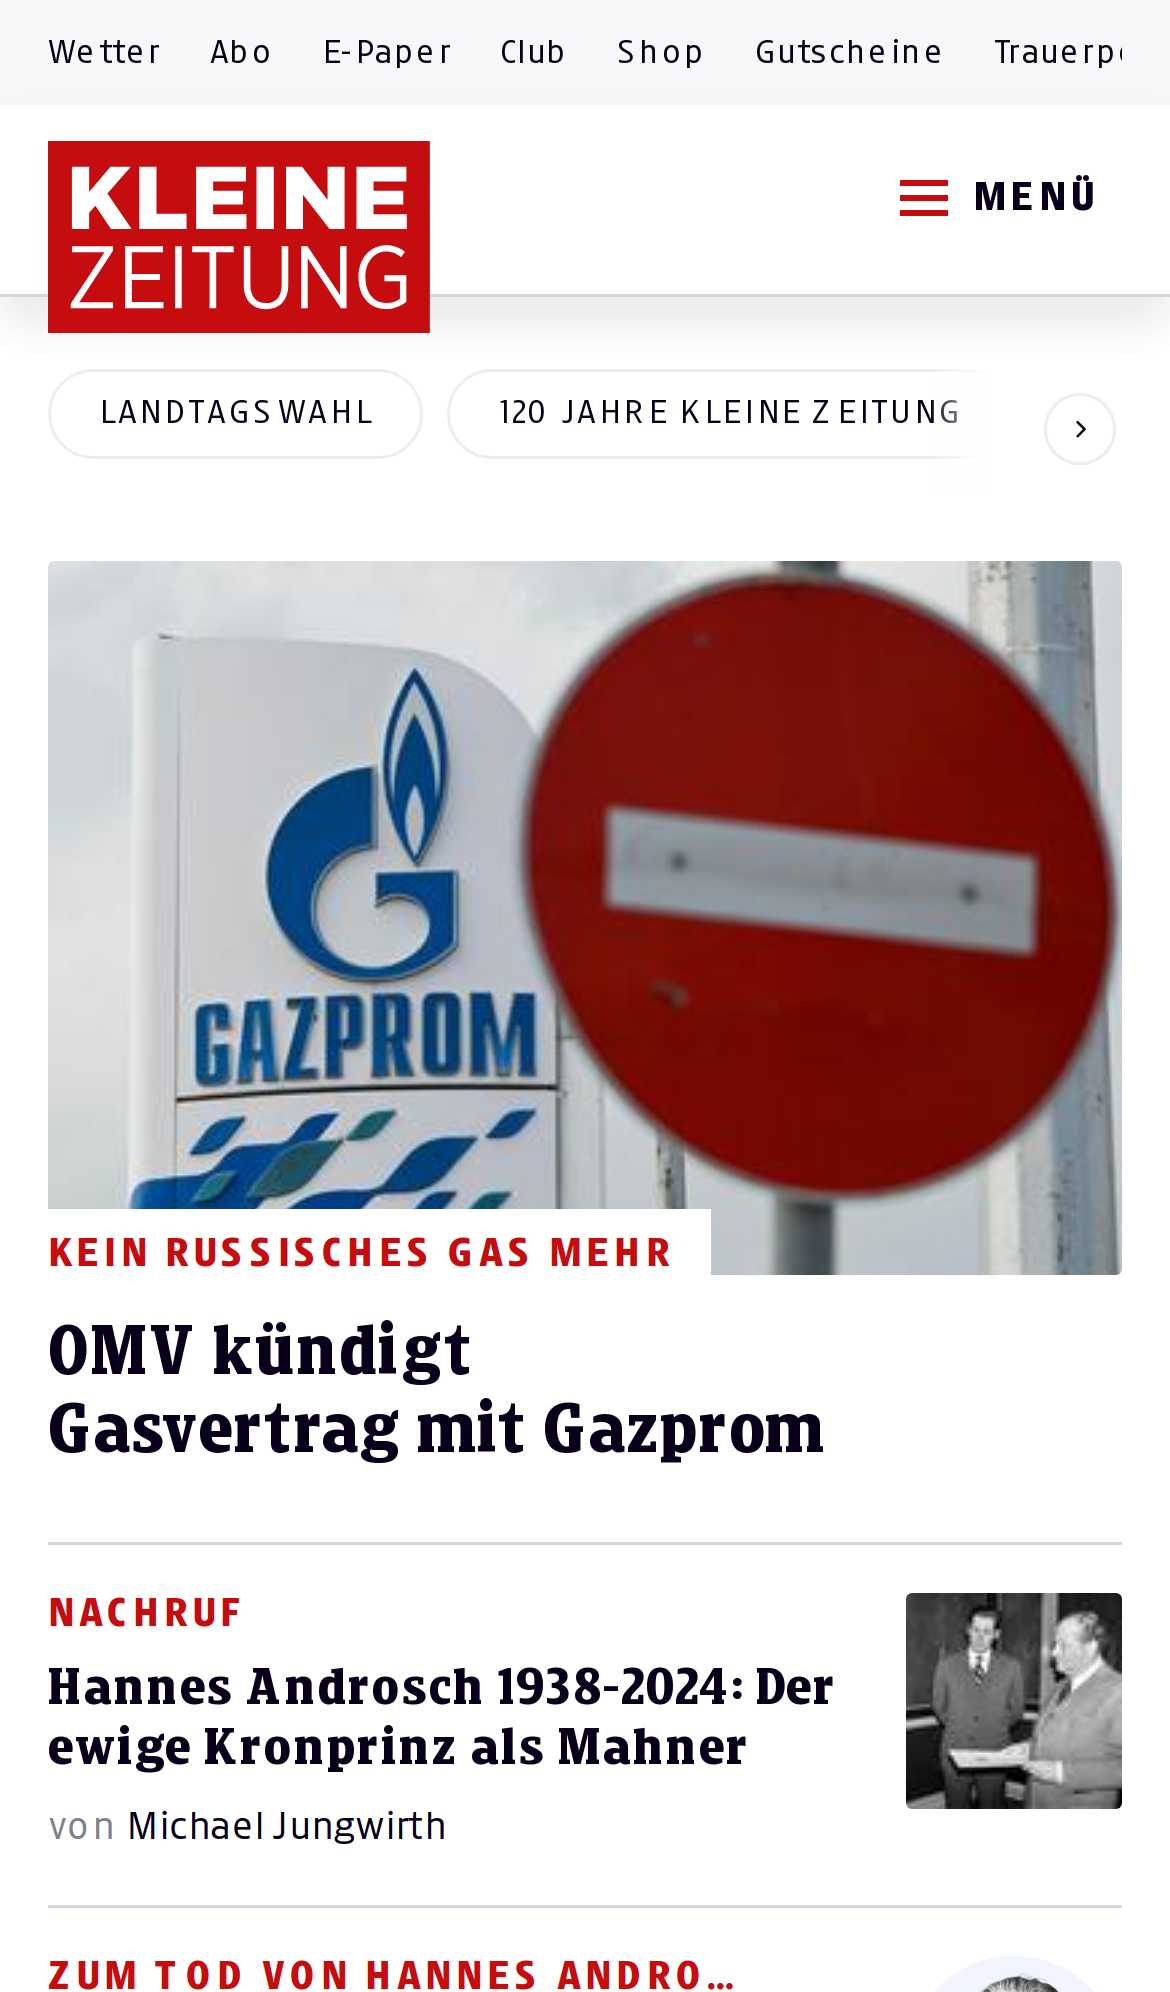 Wetter Abo E-Paper Club Shop Gutscheine Trauerp
KLEINE
ZEITUNG
MENÜ
LANDTAGSWAHL 120 JAHRE KLEINE ZEITUNG
GAZPROM
KEIN RUSSISCHES GAS MEHR
OMV kündigt
Gasvertrag mit Gazprom
NACHRUF
Hannes Androsch 1938-2024: Der
ewige Kronprinz als Mahner
von Michael Jungwirth
ZUM TOD VON HANNES ANDRO...